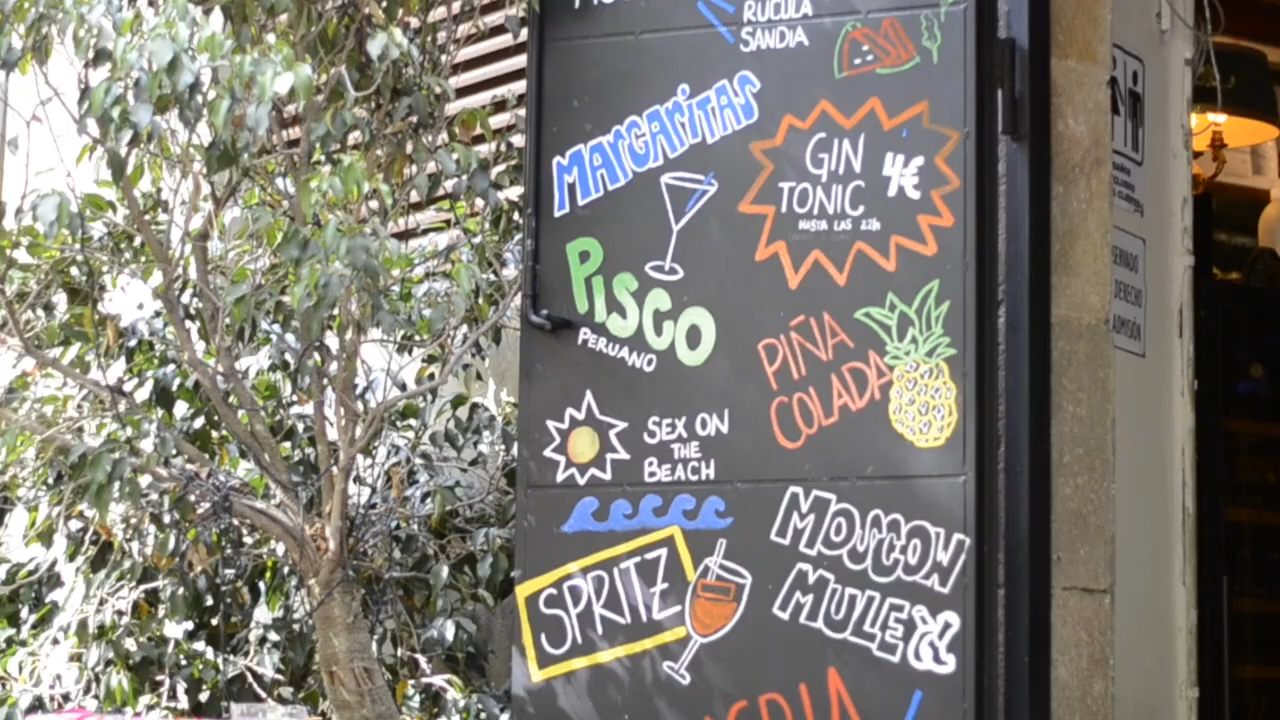 RUCULA
SANDIA
MARGARITAS
GIN
TONIC 4€
HASTA LAS 22h
PISCO
PERUANO
PIÑA
COLADA
SEX ON
THE
BEACH
MOSCOW
MULE
SPRITZ
SERVADO
DERECHO
ADMISIÓN